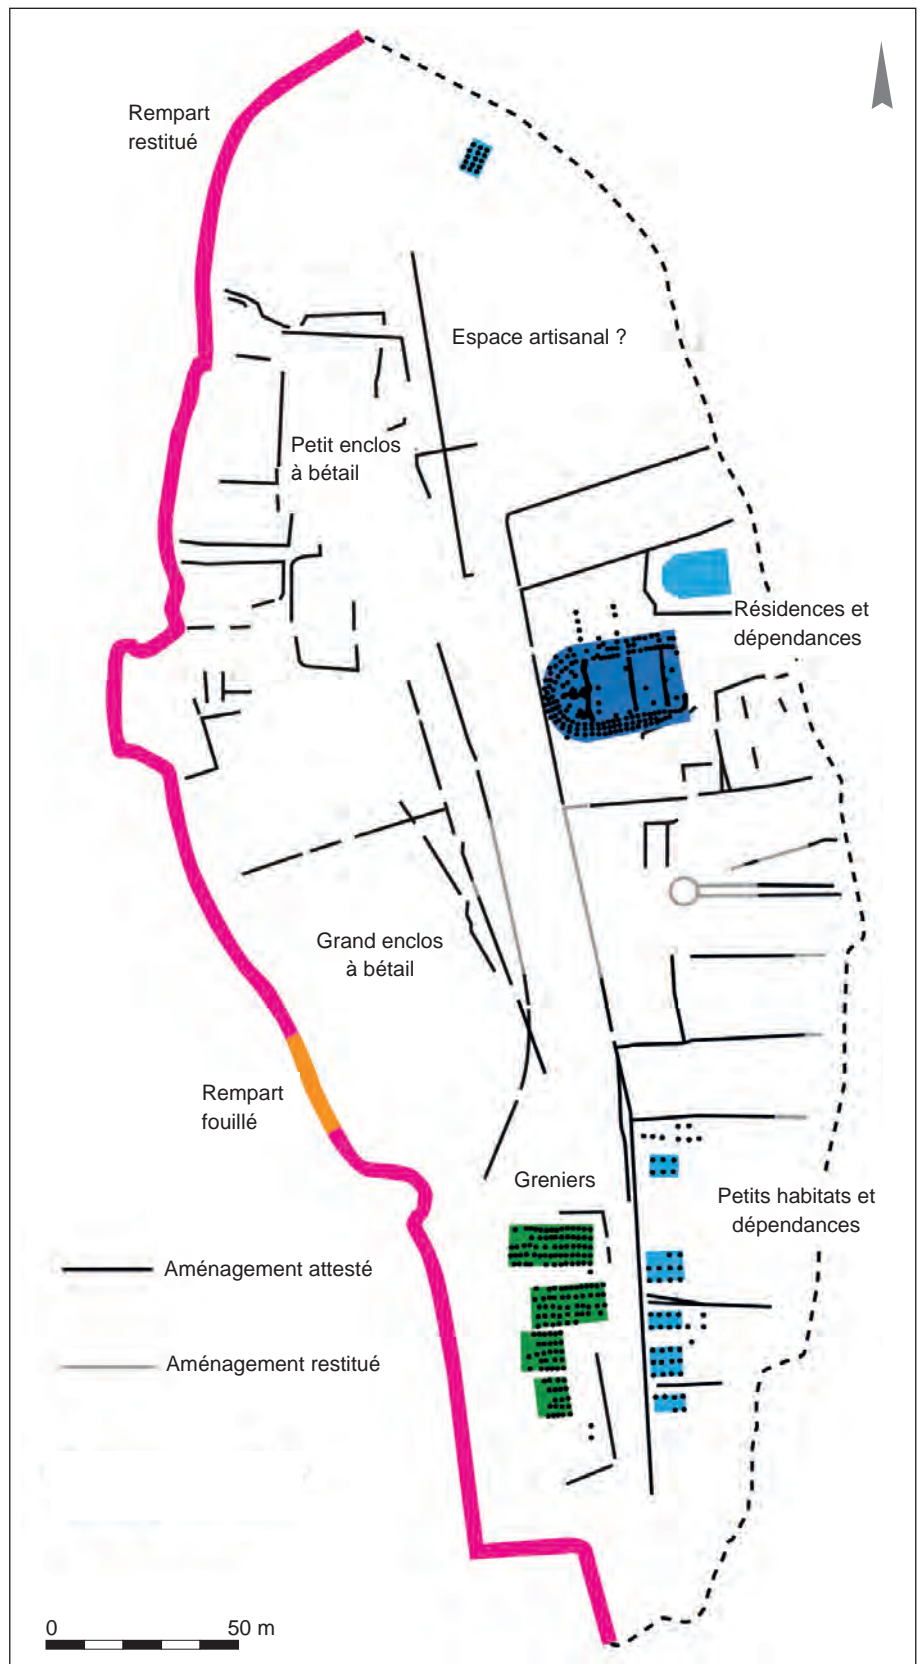 Rempart
restitué
Espace artisanal ?
Petit enclos
à bétail
Résidences et
dépendances
Grand enclos
à bétail
Rempart
fouillé
Greniers
Petits habitats et
dépendances
Aménagement attesté
Aménagement restitué
0 50 m